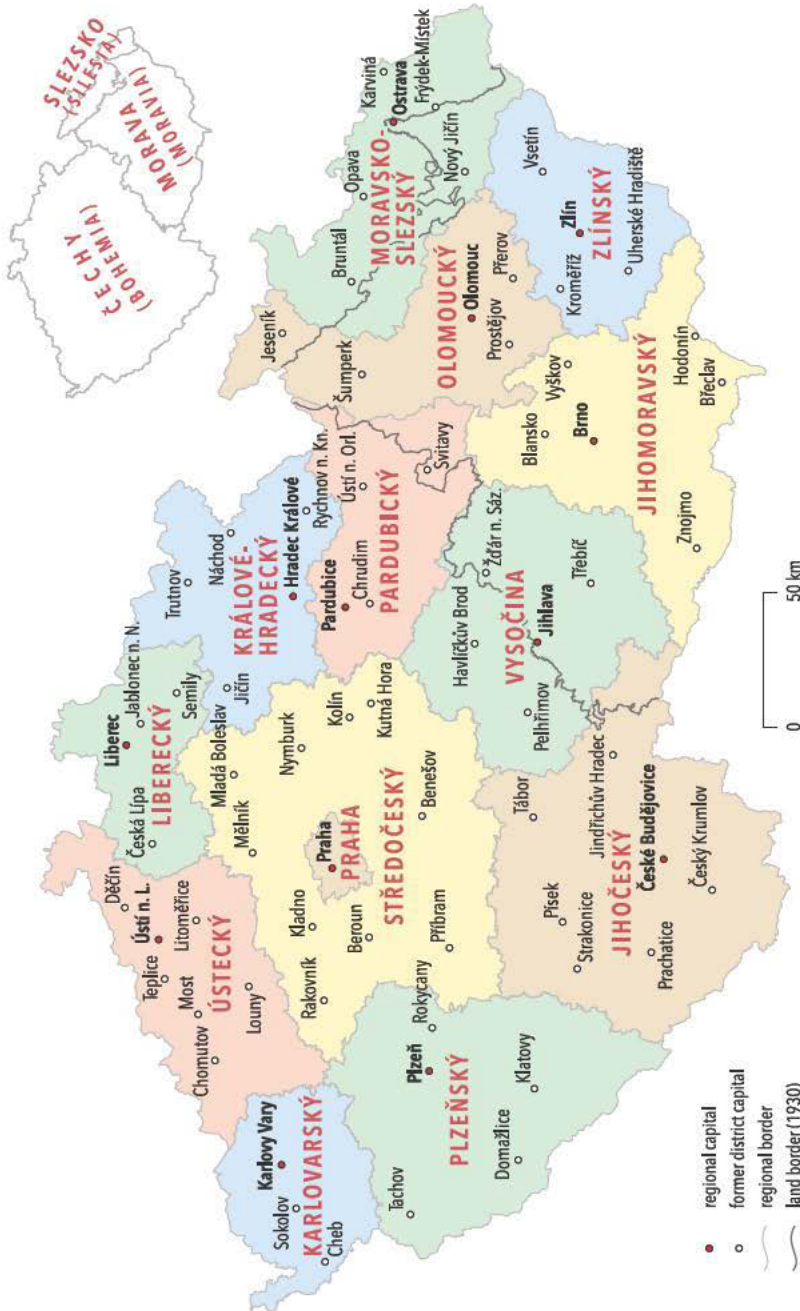 ČECHY
(BOHEMIA)
MORAVA
(MORAVIA)
SLEZSKO
(SILESIA)
Děčín
Ústí n. L.
Teplice
Litoměřice
Most
Chomutov
ÚSTECKÝ
Louny
Liberec
Jablonec n. N.
Česká Lípa
LIBERECKÝ
Semily
Trutnov
Náchod
Jičín
KRÁLOVÉ-
HRADECKÝ
Hradec Králové
Rychnov n. Kn.
Karlovy Vary
Sokolov
KARLOVARSKÝ
Cheb
Mladá Boleslav
Mělník
Nymburk
Kladno
Rakovník
Praha
PRAHA
Kolín
Beroun
Kutná Hora
STŘEDOČESKÝ
Benešov
Příbram
Pardubice
Ústí n. Orl.
Chrudim
PARDUBICKÝ
Svitavy
Jeseník
Šumperk
OLOMOUCKÝ
Olomouc
Prostějov
Přerov
Bruntál
Opava
Karviná
MORAVSKO-
SLEZSKÝ
Ostrava
Frýdek-Místek
Nový Jičín
Tachov
Plzeň
Rokycany
PLZEŇSKÝ
Domažlice
Klatovy
Havlíčkův Brod
Žďár n. Sáz.
VYSOČINA
Jihlava
Pelhřimov
Třebíč
Tábor
Písek
Strakonice
Jindřichův Hradec
JIHOČESKÝ
České Budějovice
Prachatice
Český Krumlov
Blansko
Vyškov
Brno
JIHOMORAVSKÝ
Znojmo
Hodonín
Břeclav
Vsetín
Kroměříž
Zlín
ZLÍNSKÝ
Uherské Hradiště
regional capital
former district capital
regional border
land border (1930)
0
50 km